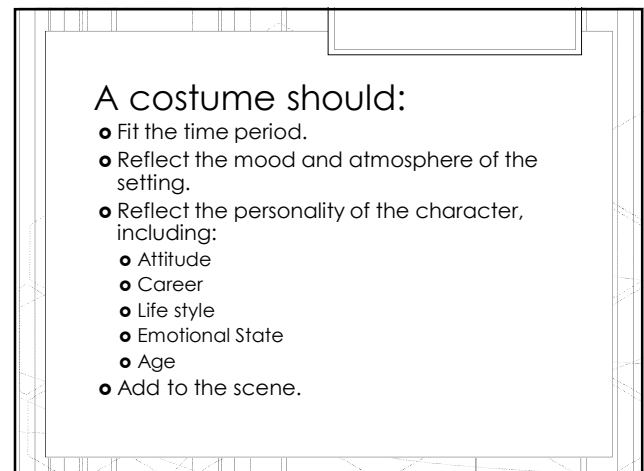 A costume should:
Fit the time period.
Reflect the mood and atmosphere of the
setting.
Reflect the personality of the character,
including:
Attitude
Career
Life style
Emotional State
Age
Add to the scene.